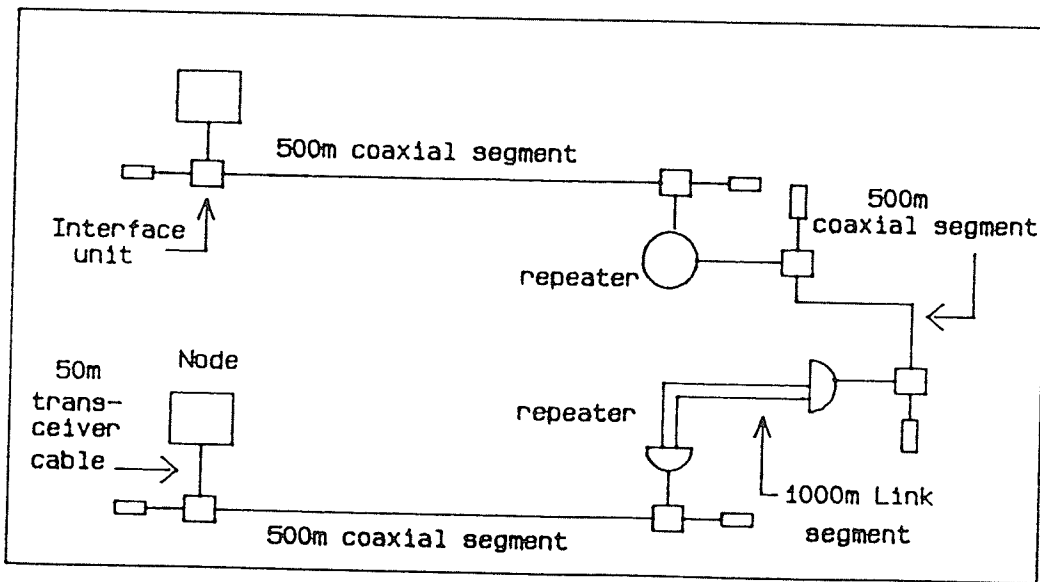 500m coaxial segment
500m
coaxial segment
Interface
unit
repeater
Node
50m
trans-
ceiver
cable
repeater
1000m Link
segment
500m coaxial segment